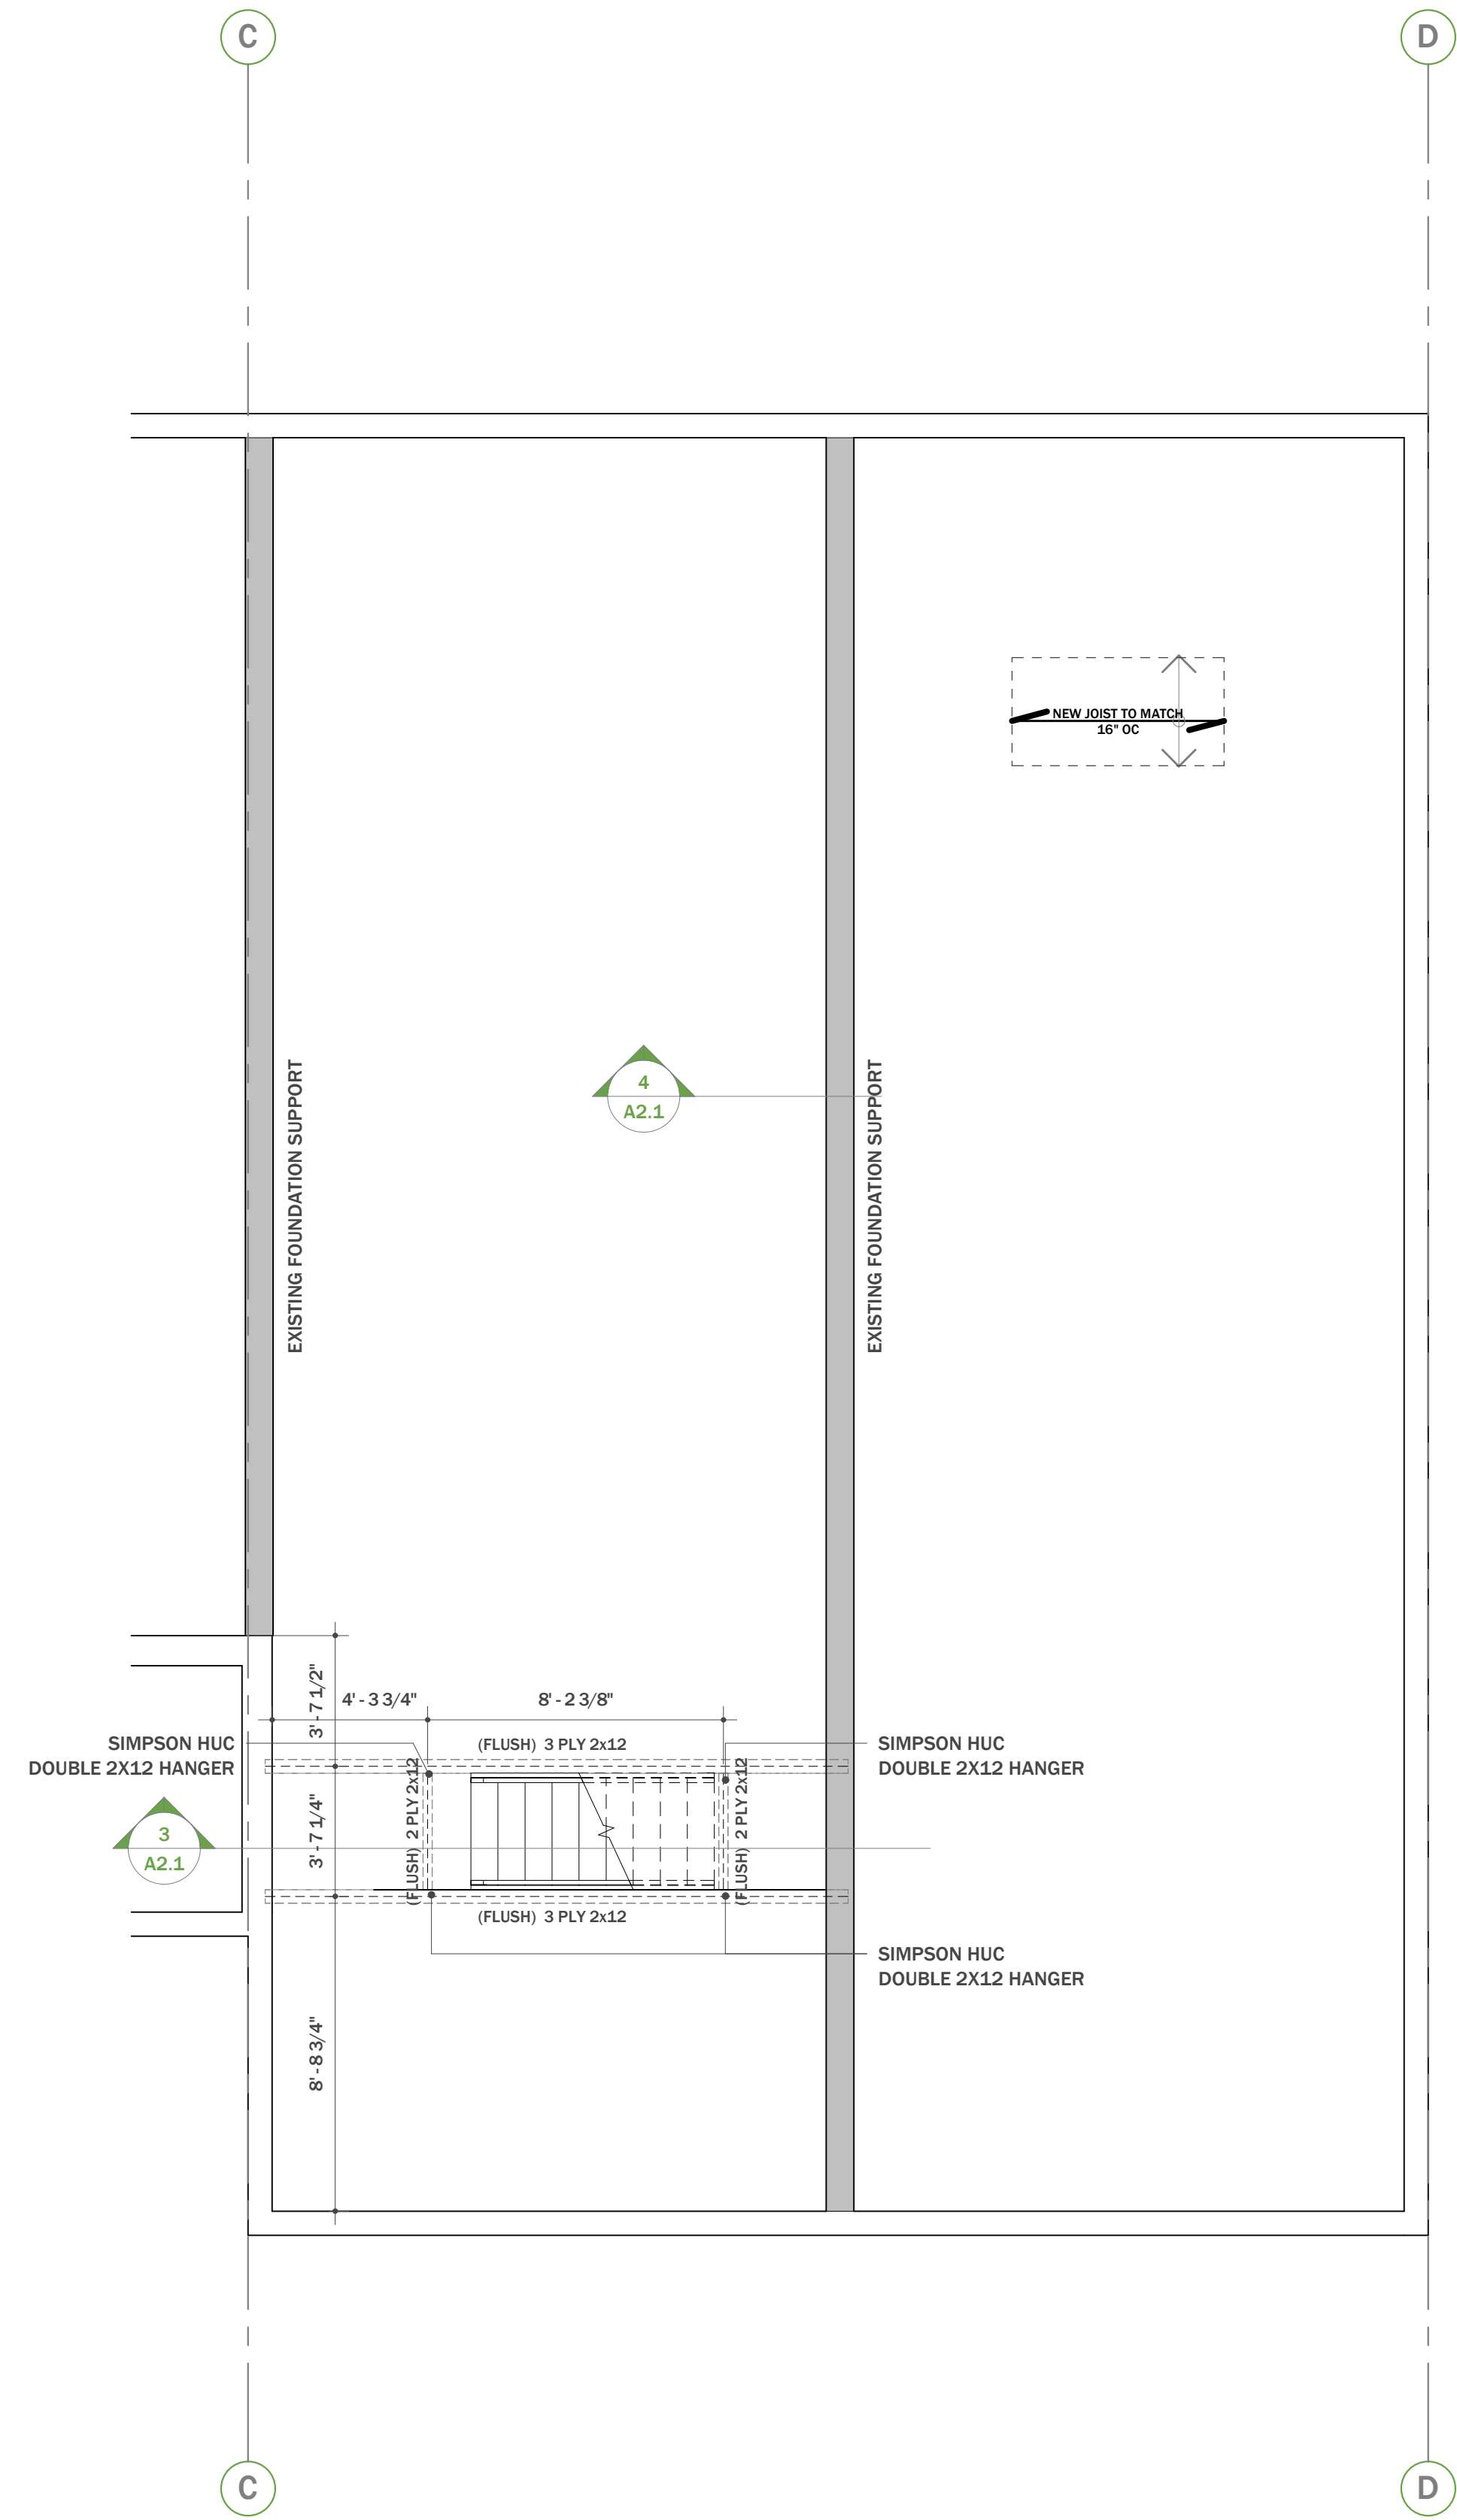 C
D
NEW JOIST TO MATCH
16" OC
4
A2.1
EXISTING FOUNDATION SUPPORT
EXISTING FOUNDATION SUPPORT
3' - 7 1/2"
4' - 3 3/4"
8' - 2 3/8"
SIMPSON HUC
DOUBLE 2X12 HANGER
(FLUSH) 3 PLY 2x12
SIMPSON HUC
DOUBLE 2X12 HANGER
3
A2.1
3' - 7 1/4"
(FLUSH) 2 PLY 2x12
(FLUSH) 2 PLY 2x12
(FLUSH) 3 PLY 2x12
SIMPSON HUC
DOUBLE 2X12 HANGER
8' - 8 3/4"
C
D